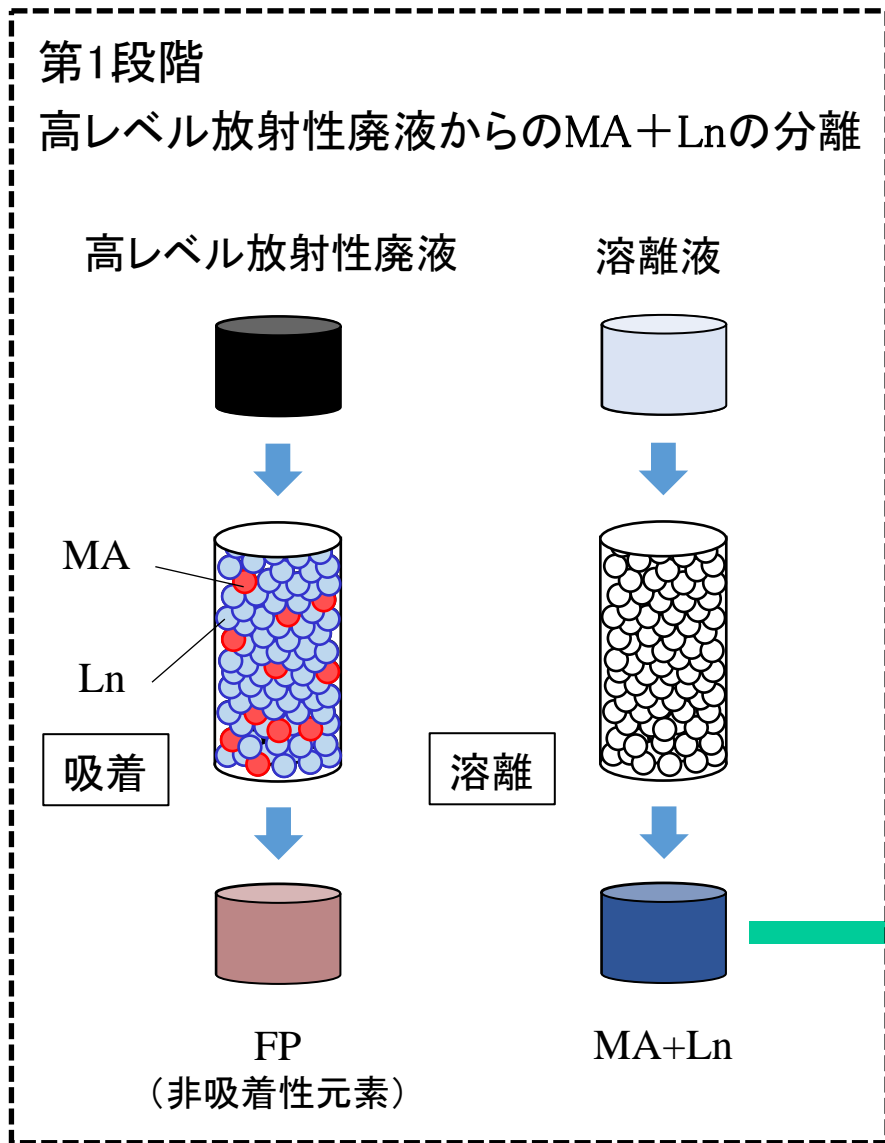 第1段階
高レベル放射性廃液からのMA＋Lnの分離
高レベル放射性廃液
溶離液
MA
Ln
吸着
溶離
FP
（非吸着性元素）
MA+Ln